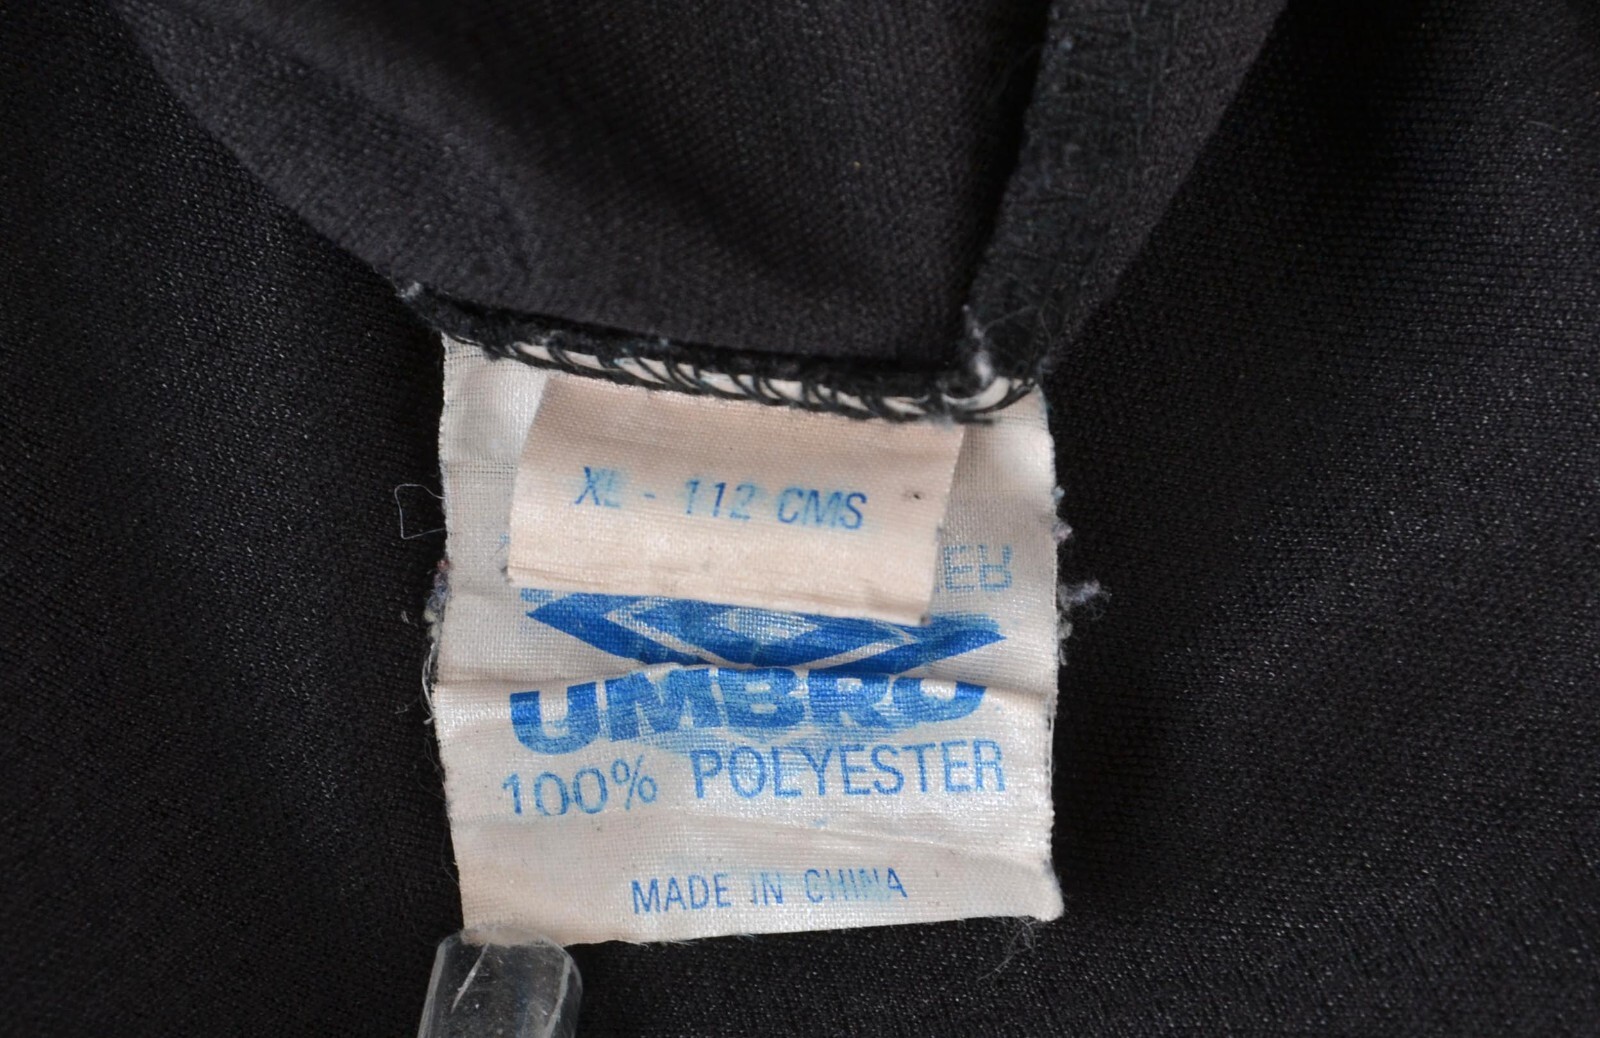 XL - 112 CMS
UMBRO
100% POLYESTER
MADE IN CHINA